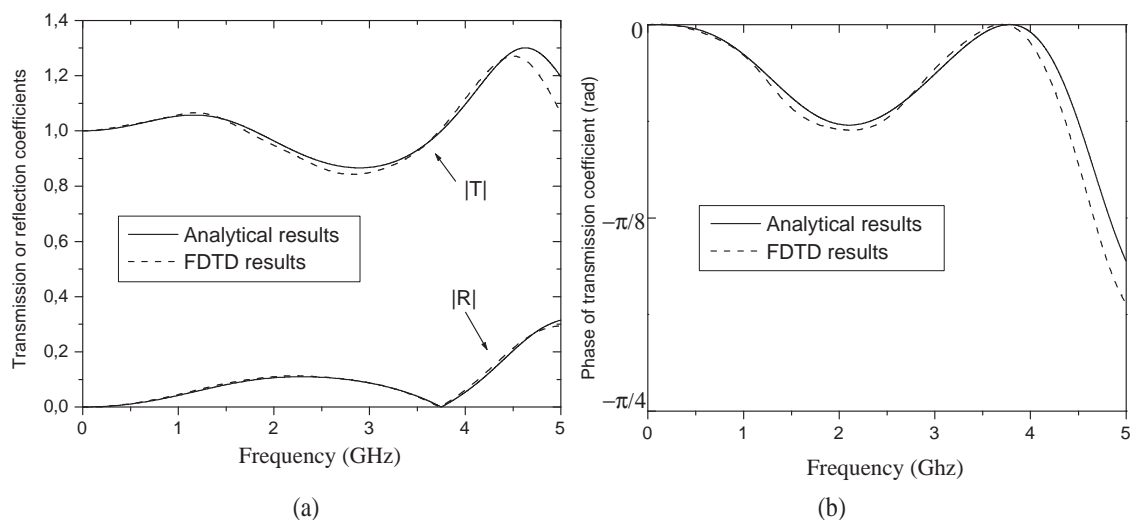 1,4
1,2
1,0
0,8
0,6
0,4
0,2
0,0
Transmission or reflection coefficients
|T|
Analytical results
FDTD results
|R|
0 1 2 3 4 5
Frequency (GHz)
(a)
0
−π/8
−π/4
Phase of transmission coefficient (rad)
Analytical results
FDTD results
0 1 2 3 4 5
Frequency (Ghz)
(b)